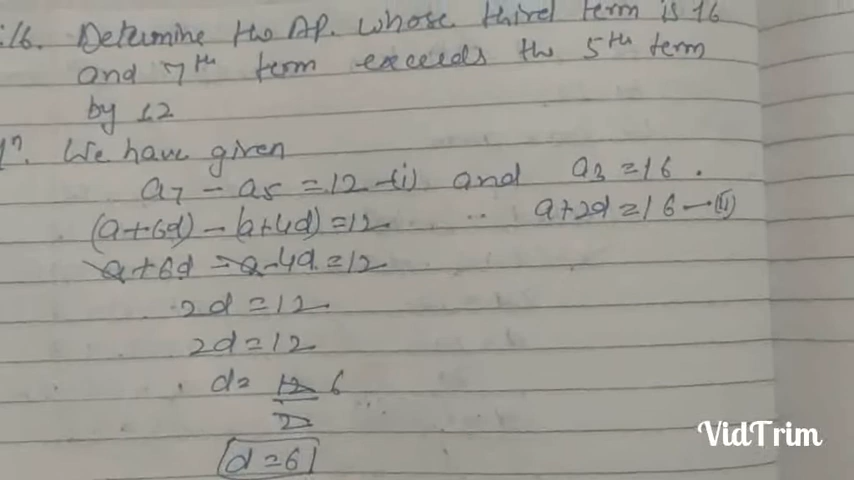 :16. Determine the AP. whose third term is 16
and 7th term exceeds the 5th term
by 12
1?. We have given
a7 - a5 = 12 -(i) and a3 = 16 .
(a+6d) - (a+4d) = 12 a+2d = 16 -(ii)
a+6d - a-4d = 12
2d = 12
2d = 12
d= 12/2 6
d = 6
VidTrim